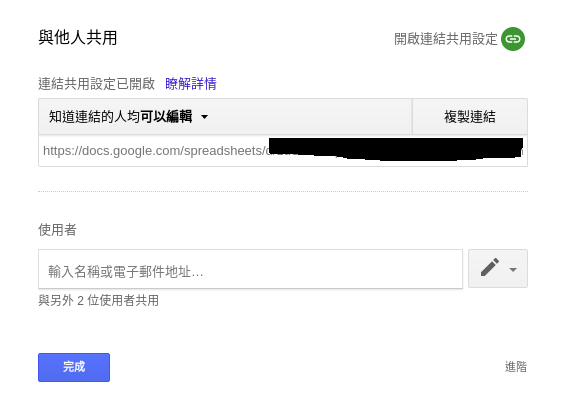 與他人共用
開啟連結共用設定
連結共用設定已開啟 瞭解詳情
知道連結的人均可以編輯
複製連結
https://docs.google.com/spreadsheets/
使用者
輸入名稱或電子郵件地址...
與另外 2 位使用者共用
完成
進階